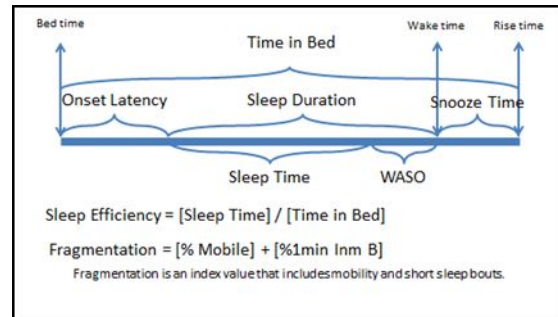 Bed time Wake time Rise time
Time in Bed
Onset Latency Sleep Duration Snooze Time
Sleep Time WASO
Sleep Efficiency = [Sleep Time] / [Time in Bed]
Fragmentation = [% Mobile] + [%1min Inm B]
Fragmentation is an index value that includes mobility and short sleep bouts.